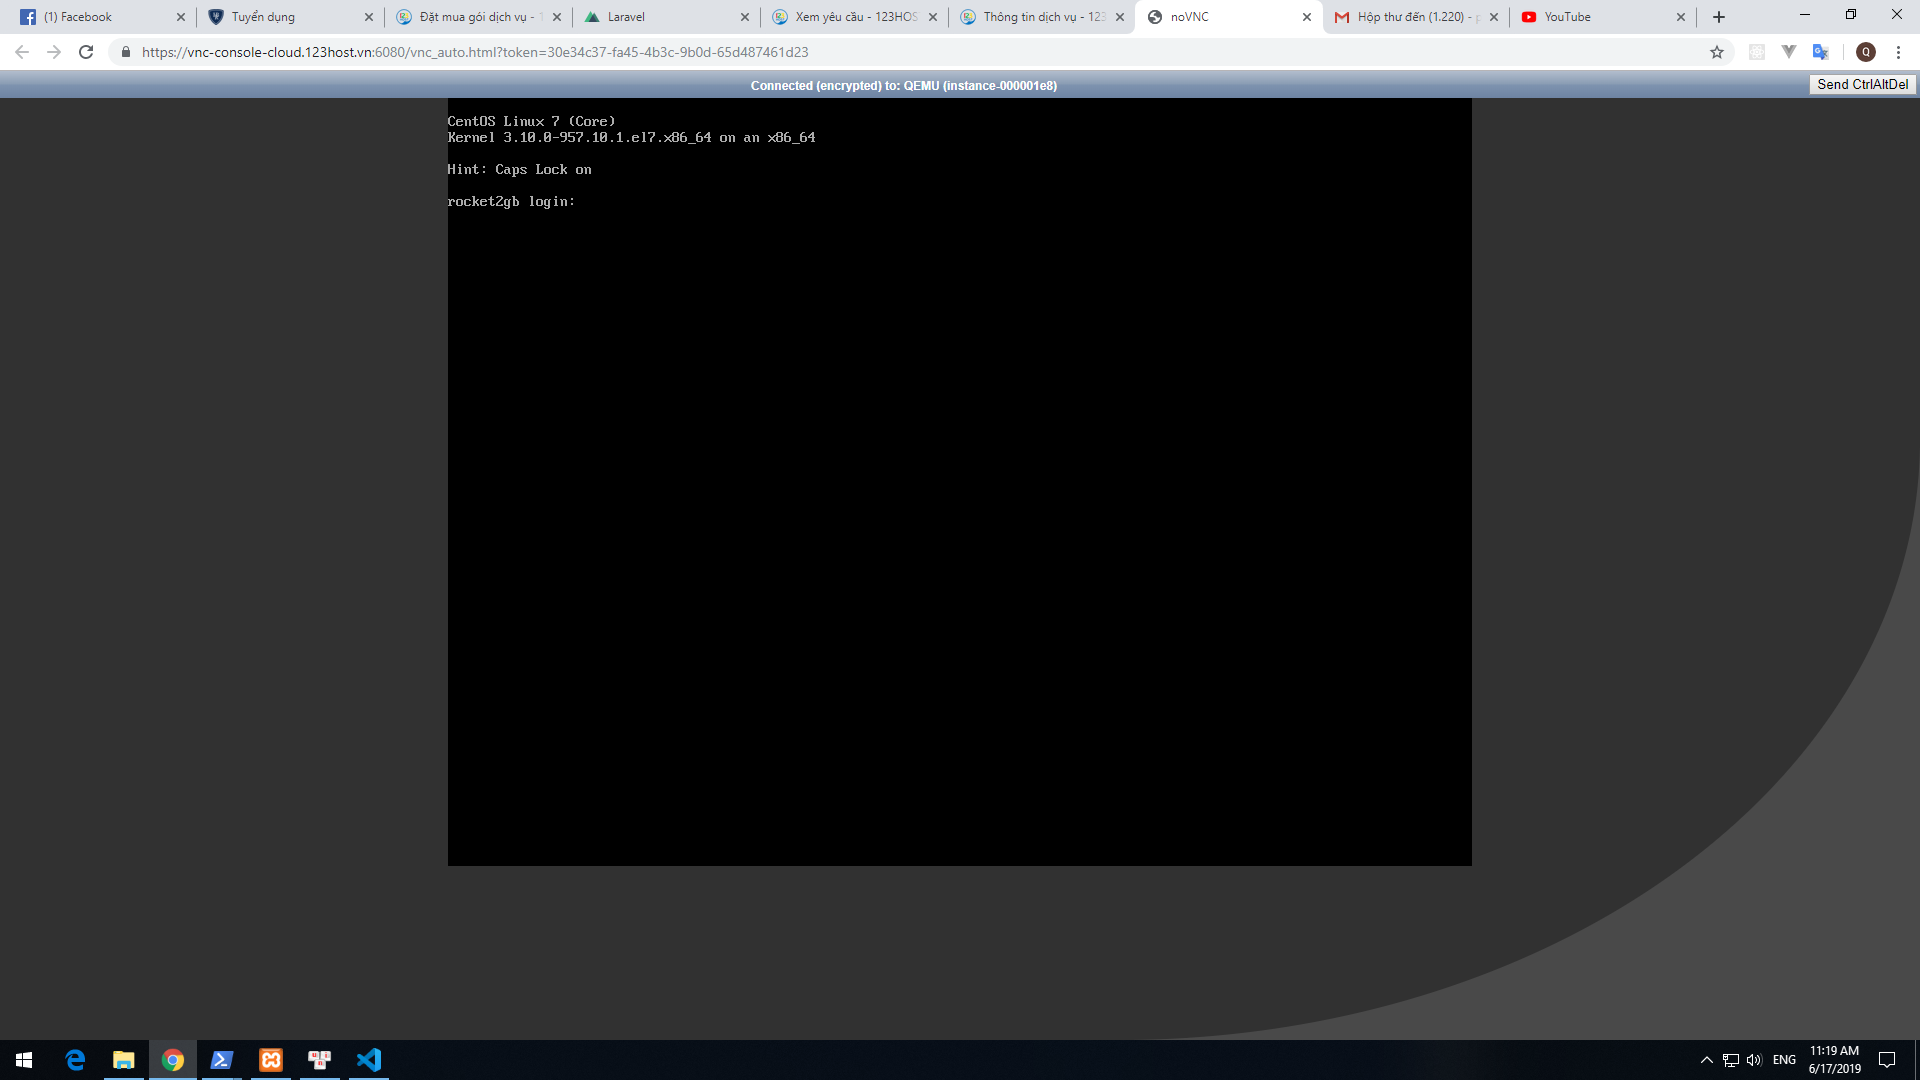 (1) Facebook
Tuyển dụng
Đặt mua gói dịch vụ - 1
Laravel
Xem yêu cầu - 123HOS
Thông tin dịch vụ - 123
noVNC
Hộp thư đến (1.220) - p
YouTube
https://vnc-console-cloud.123host.vn:6080/vnc_auto.html?token=30e34c37-fa45-4b3c-9b0d-65d487461d23
Q
Connected (encrypted) to: QEMU (instance-000001e8)
Send CtrlAltDel
CentOS Linux 7 (Core)
Kernel 3.10.0-957.10.1.el7.x86_64 on an x86_64
Hint: Caps Lock on
rocket2gb login:
ENG
11:19 AM
6/17/2019